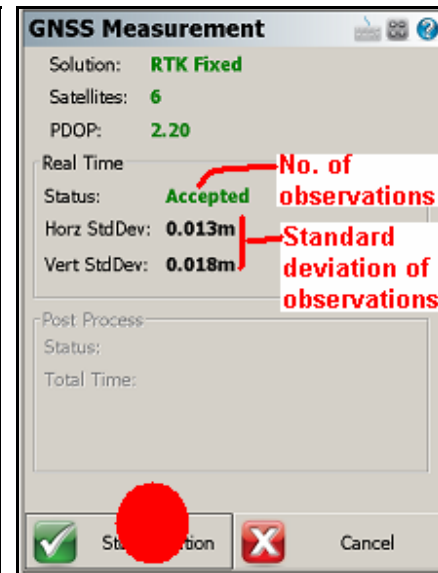 GNSS Measurement
Solution: RTK Fixed
Satellites: 6
PDOP: 2.20
Real Time
Status: Accepted
No. of
observations
Horz StdDev: 0.013m
Vert StdDev: 0.018m
Standard
deviation of
observations
Post Process
Status:
Total Time:
Cancel